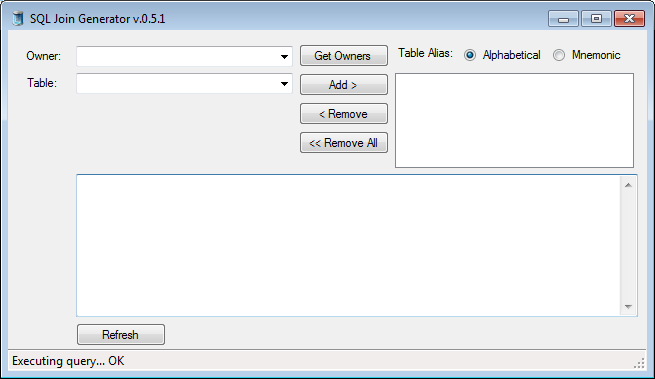 SQL Join Generator v.0.5.1
Owner:
Get Owners
Table Alias:
Alphabetical
Mnemonic
Table:
Add >
< Remove
<< Remove All
Refresh
Executing query... OK